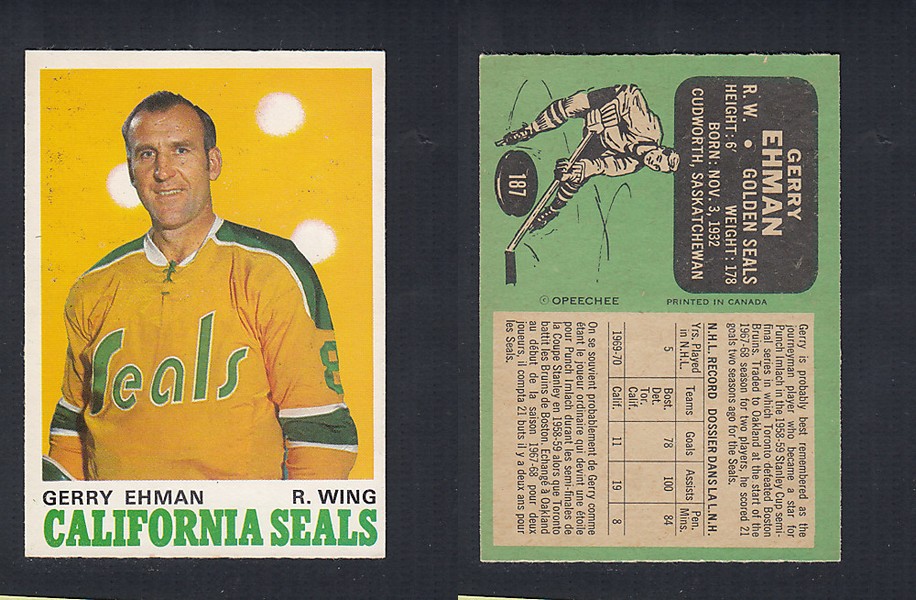 Seals
8
GERRY EHMAN R. WING
CALIFORNIA SEALS
GERRY
EHMAN
R. W. • GOLDEN SEALS
HEIGHT: 6' WEIGHT: 178
BORN: NOV. 3, 1932
CUDWORTH, SASKATCHEWAN
187
© OPEECHEE PRINTED IN CANADA
Gerry is probably best remembered as the
journeyman player who became a star for
Punch Imlach in the 1958-59 Stanley Cup semi-
final series in which Toronto defeated Boston
Bruins. Traded to Oakland at the start of the
1967-68 season for two players, he scored 21
goals two seasons ago for the Seals.
N.H.L. RECORD DOSSIER DANS LA L.N.H.
Yrs. Played in N.H.L. Teams Goals Assists Pen. Mins.
5 Bost. Det. Tor. Calif. 78 100 84
1969-70 Calif. 11 19 8
On se souvient probablement de Gerry comme
étant le joueur ordinaire qui devint une étoile
pour Punch Imlach durant les semi-finales de
la Coupe Stanley en 1958-59 alors que Toronto
battit les Bruins de Boston. Echangé à Oakland
au début de la saison 1967-68 pour deux
joueurs, il compta 21 buts il y a deux ans pour
les Seals.